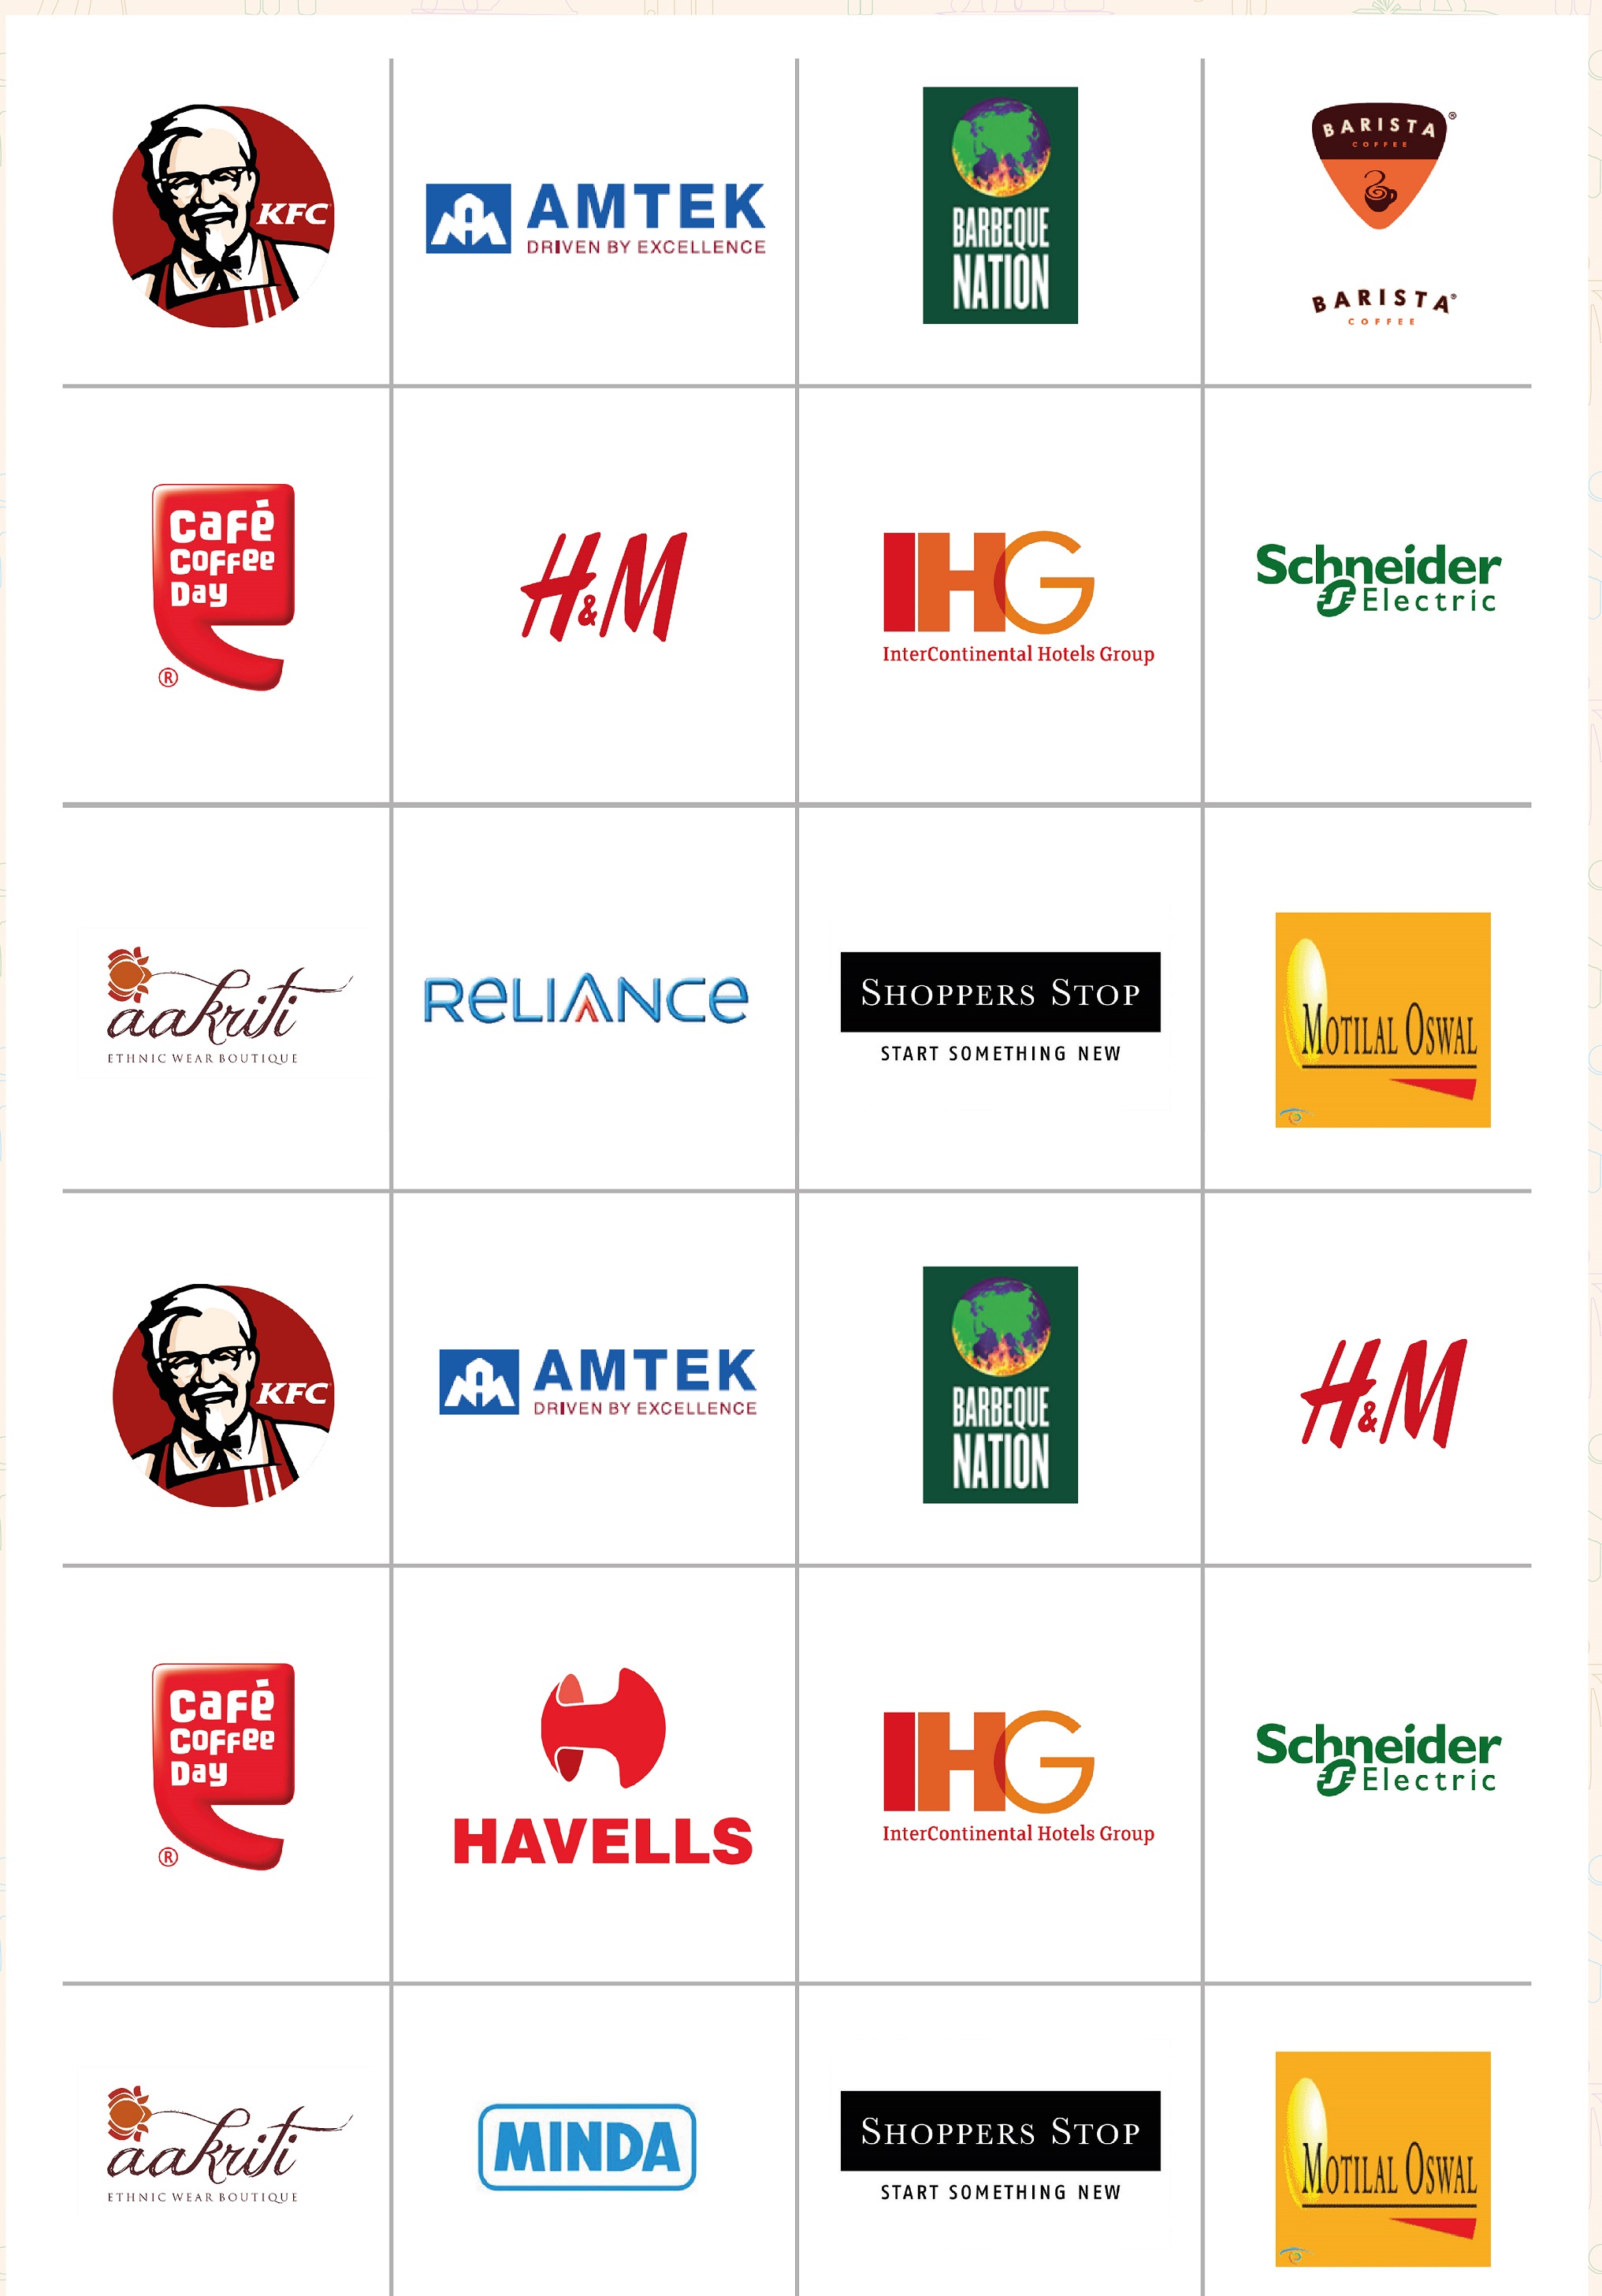 KFC
AMTEK
DRIVEN BY EXCELLENCE
BARBEQUE
NATION
BARISTA®
COFFEE
BARISTA®
COFFEE
Café
Coffee
Day
®
H&M
IHG
InterContinental Hotels Group
Schneider
Electric
aakriti
ETHNIC WEAR BOUTIQUE
RELIANCE
SHOPPERS STOP
START SOMETHING NEW
MOTILAL OSWAL
KFC
AMTEK
DRIVEN BY EXCELLENCE
BARBEQUE
NATION
H&M
Café
Coffee
Day
®
HAVELLS
IHG
InterContinental Hotels Group
Schneider
Electric
aakriti
ETHNIC WEAR BOUTIQUE
MINDA
SHOPPERS STOP
START SOMETHING NEW
MOTILAL OSWAL